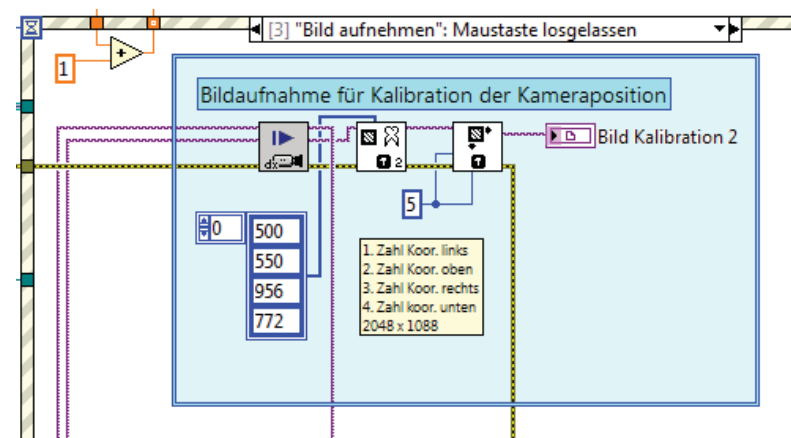 [3] "Bild aufnehmen": Maustaste losgelassen
+
1
Bildaufnahme für Kalibration der Kameraposition
dx
2
Bild Kalibration 2
5
0
500
550
956
772
1. Zahl Koor. links
2. Zahl Koor. oben
3. Zahl Koor. rechts
4. Zahl koor. unten
2048 x 1088